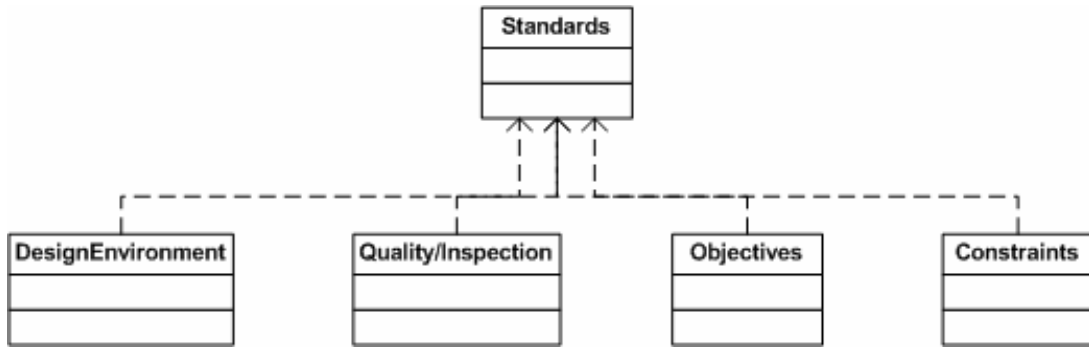 Standards
DesignEnvironment
Quality/Inspection
Objectives
Constraints